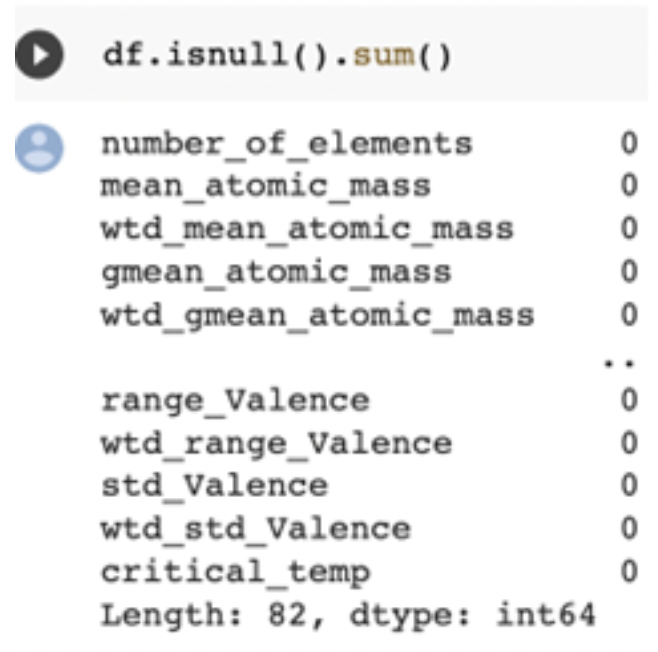 df.isnull().sum()
number_of_elements 0
mean_atomic_mass 0
wtd_mean_atomic_mass 0
gmean_atomic_mass 0
wtd_gmean_atomic_mass 0
..
range_Valence 0
wtd_range_Valence 0
std_Valence 0
wtd_std_Valence 0
critical_temp 0
Length: 82, dtype: int64